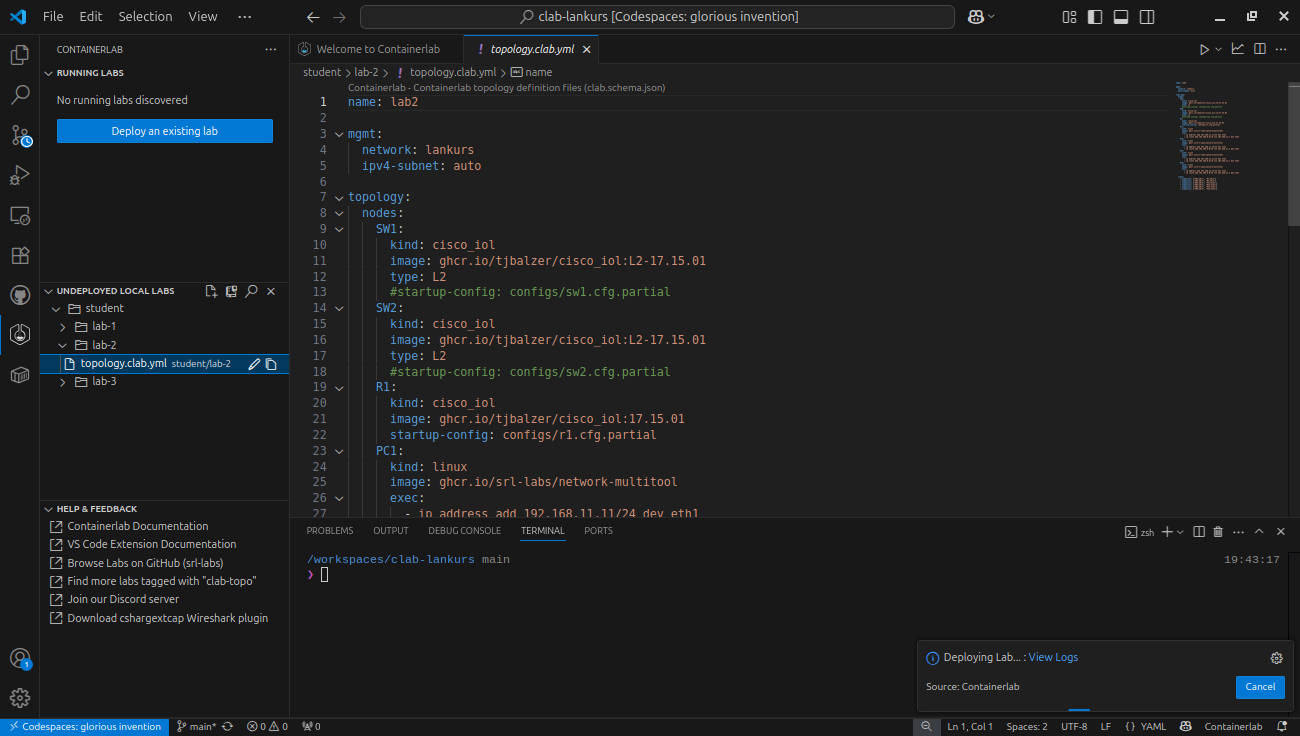 File Edit Selection View ··· clab-lankurs [Codespaces: glorious invention]
CONTAINERLAB
RUNNING LABS
No running labs discovered
Deploy an existing lab
UNDEPLOYED LOCAL LABS
student
lab-1
lab-2
topology.clab.yml student/lab-2
lab-3
HELP & FEEDBACK
Containerlab Documentation
VS Code Extension Documentation
Browse Labs on GitHub (srl-labs)
Find more labs tagged with "clab-topo"
Join our Discord server
Download cshargextcap Wireshark plugin
Welcome to Containerlab
! topology.clab.yml
student > lab-2 > ! topology.clab.yml > name
Containerlab - Containerlab topology definition files (clab.schema.json)
1 name: lab2
2
3 mgmt:
4 network: lankurs
5 ipv4-subnet: auto
6
7 topology:
8 nodes:
9 SW1:
10 kind: cisco_iol
11 image: ghcr.io/tjbalzer/cisco_iol:L2-17.15.01
12 type: L2
13 #startup-config: configs/sw1.cfg.partial
14 SW2:
15 kind: cisco_iol
16 image: ghcr.io/tjbalzer/cisco_iol:L2-17.15.01
17 type: L2
18 #startup-config: configs/sw2.cfg.partial
19 R1:
20 kind: cisco_iol
21 image: ghcr.io/tjbalzer/cisco_iol:17.15.01
22 startup-config: configs/r1.cfg.partial
23 PC1:
24 kind: linux
25 image: ghcr.io/srl-labs/network-multitool
26 exec:
27 - ip address add 192.168.11.11/24 dev eth1
PROBLEMS OUTPUT DEBUG CONSOLE TERMINAL PORTS zsh
/workspaces/clab-lankurs main 19:43:17
❯
Deploying Lab... : View Logs
Source: Containerlab
Cancel
1
Codespaces: glorious invention main* 0 0 0 Ln 1, Col 1 Spaces: 2 UTF-8 LF {} YAML Containerlab